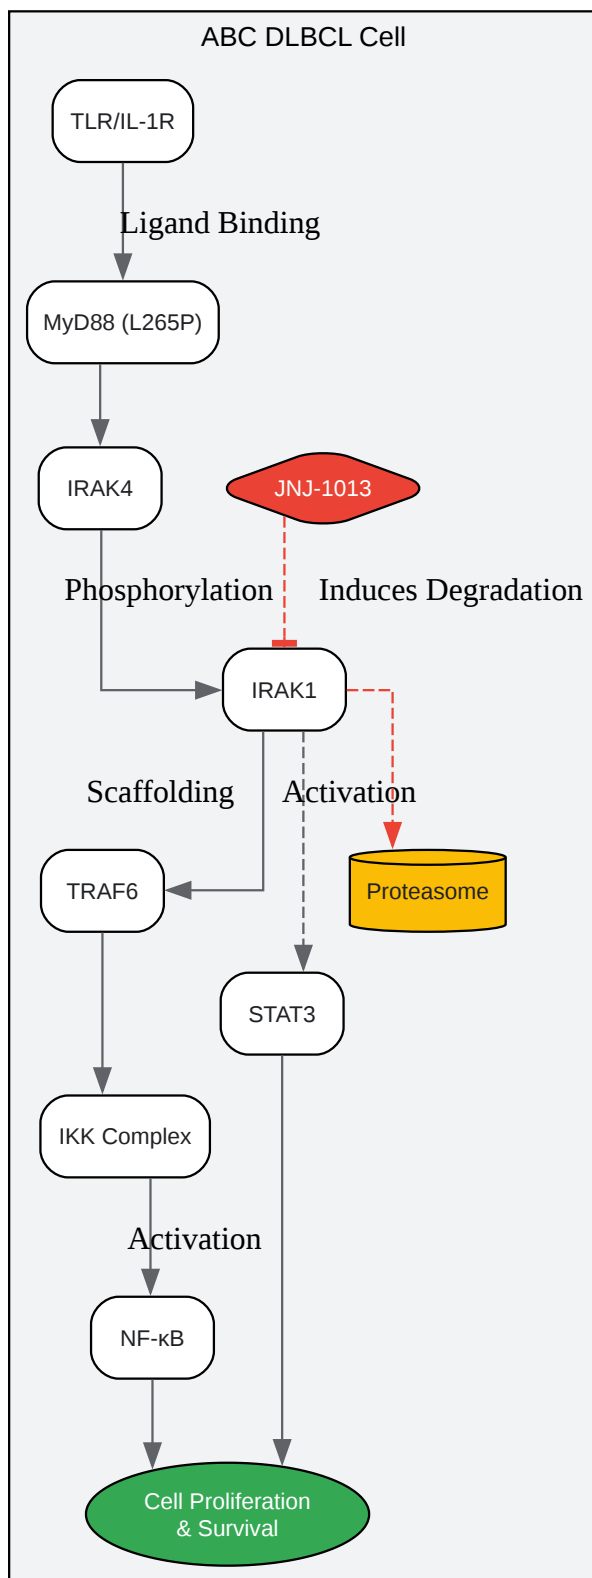 ABC DLBCL Cell
TLR/IL-1R
Ligand Binding
MyD88 (L265P)
IRAK4
JNJ-1013
Phosphorylation
Induces Degradation
IRAK1
Scaffolding
Activation
TRAF6
Proteasome
STAT3
IKK Complex
Activation
NF-κB
Cell Proliferation
& Survival